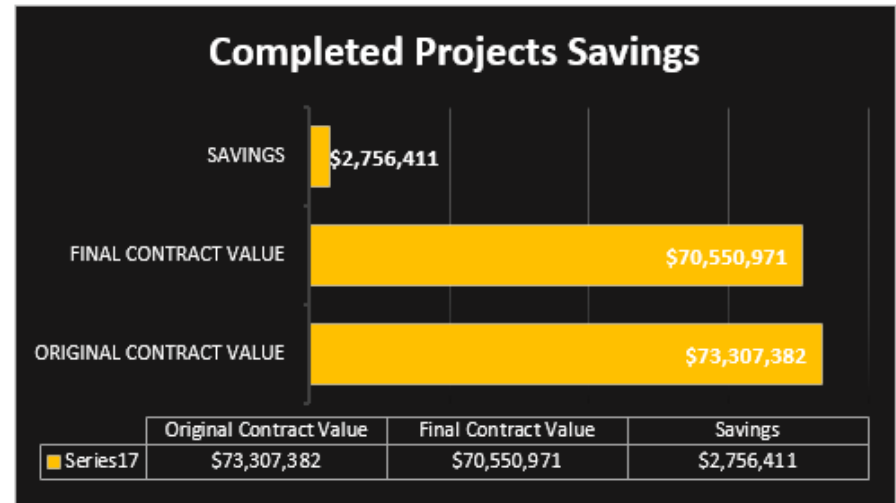 Completed Projects Savings
SAVINGS
$2,756,411
FINAL CONTRACT VALUE
$70,550,971
ORIGINAL CONTRACT VALUE
$73,307,382
Original Contract Value Final Contract Value Savings
Series17 $73,307,382 $70,550,971 $2,756,411